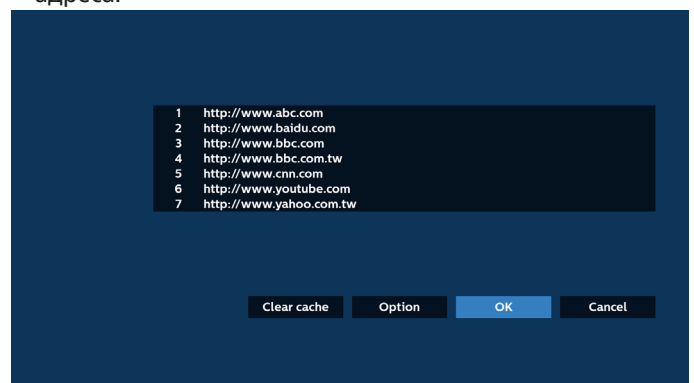 адреса.
1 http://www.abc.com
2 http://www.baidu.com
3 http://www.bbc.com
4 http://www.bbc.com.tw
5 http://www.cnn.com
6 http://www.youtube.com
7 http://www.yahoo.com.tw
Clear cache Option OK Cancel